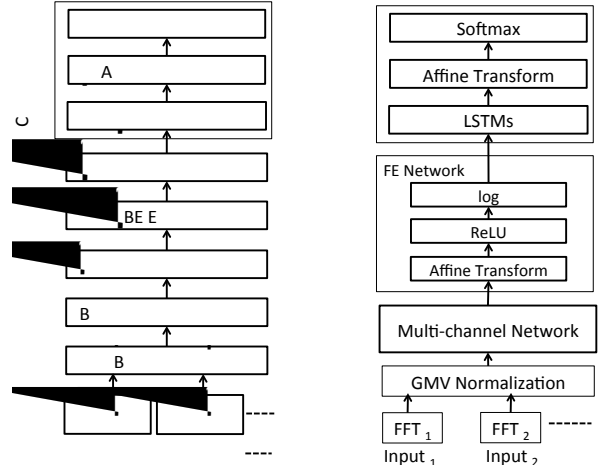 A
C
BE E
B
B
Softmax
Affine Transform
LSTMs
FE Network
log
ReLU
Affine Transform
Multi-channel Network
GMV Normalization
FFT 1 FFT 2
Input 1 Input 2